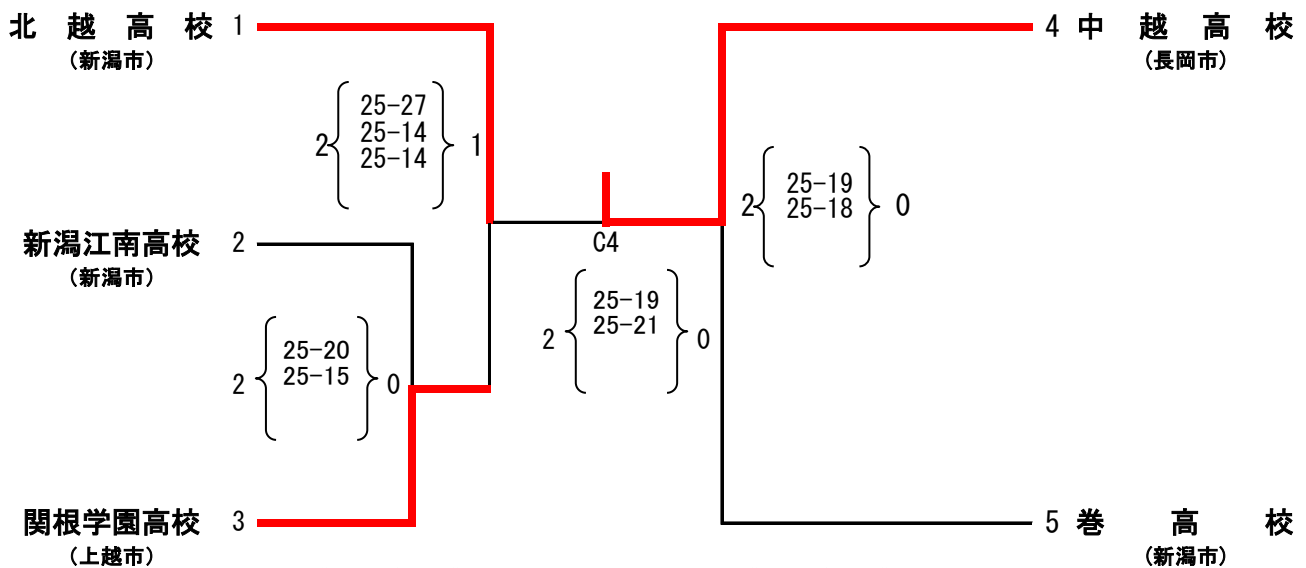 北越高校 1
(新潟市)
4 中越高校
(長岡市)
2 25-27 1
25-14
25-14
2 25-19 0
25-18
新潟江南高校 2
(新潟市)
C4
2 25-19 0
25-21
2 25-20 0
25-15
関根学園高校 3
(上越市)
5 巻高校
(新潟市)